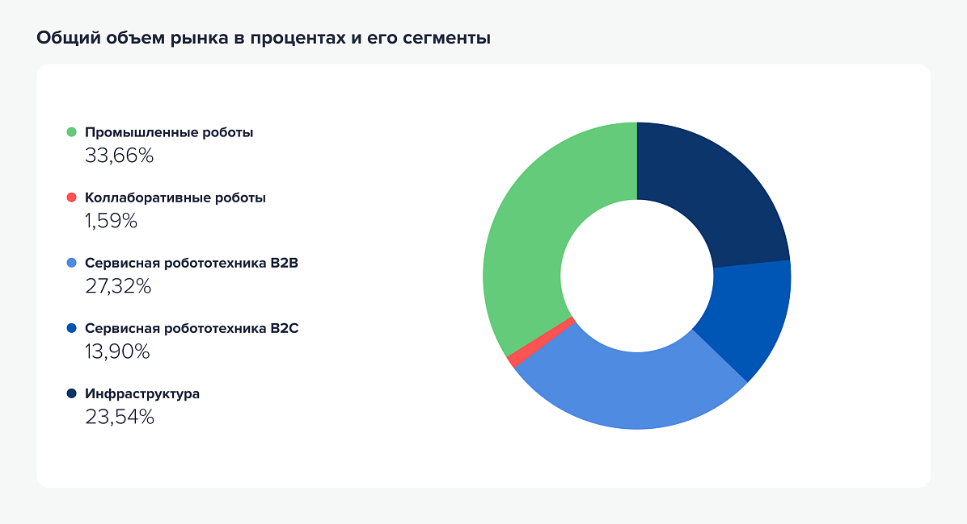 Общий объем рынка в процентах и его сегменты
Промышленные роботы
33,66%
Коллаборативные роботы
1,59%
Сервисная робототехника B2B
27,32%
Сервисная робототехника B2C
13,90%
Инфраструктура
23,54%